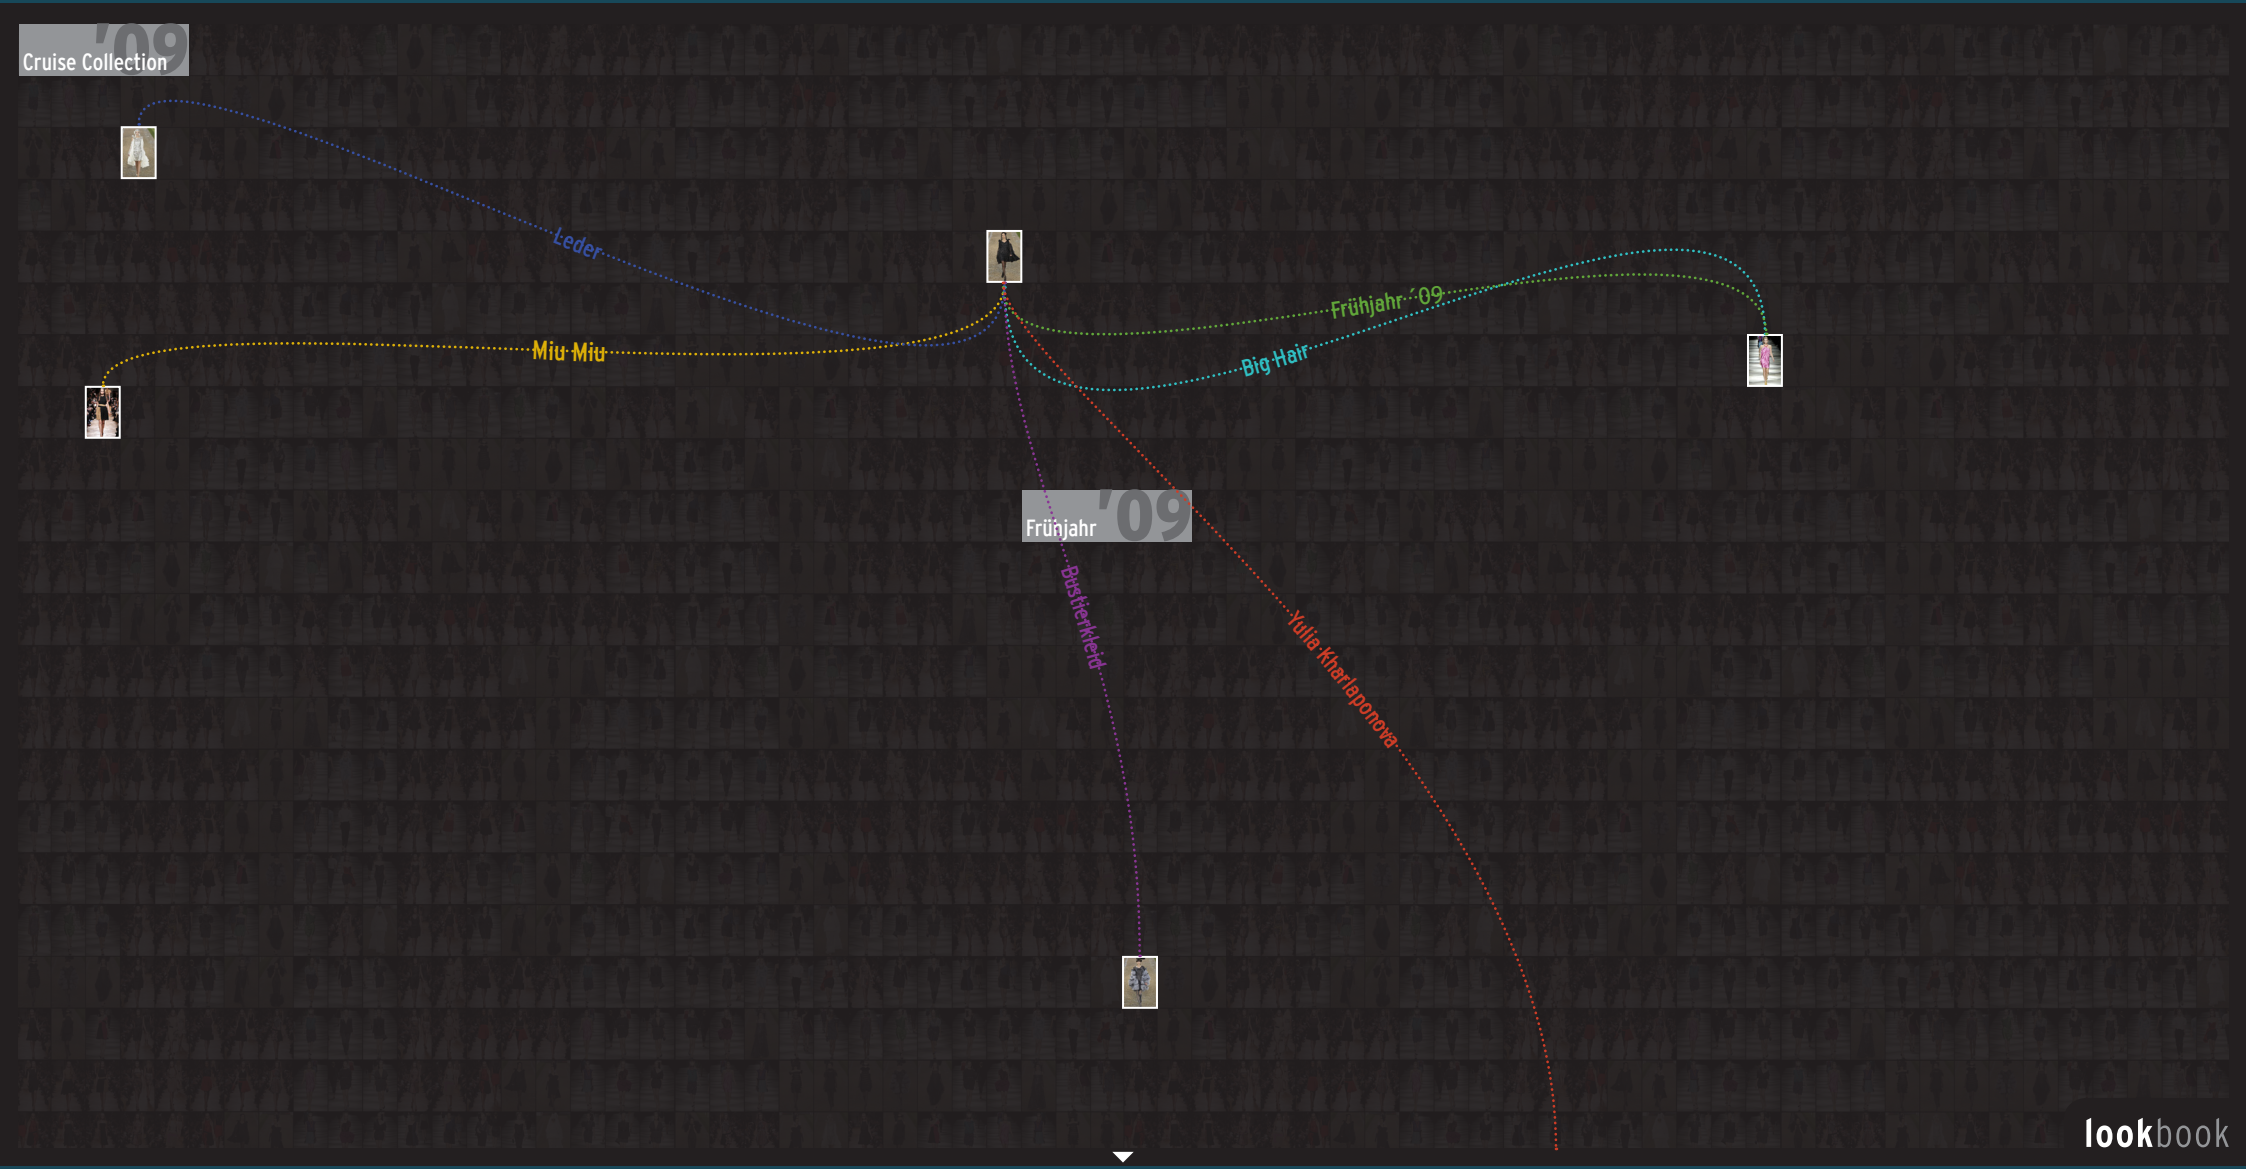 ’09
Cruise Collection
Leder
Miu Miu
Frühjahr ´09
Big Hair
’09
Frühjahr
Bustierkleid
Yulia Kharlaponova
lookbook